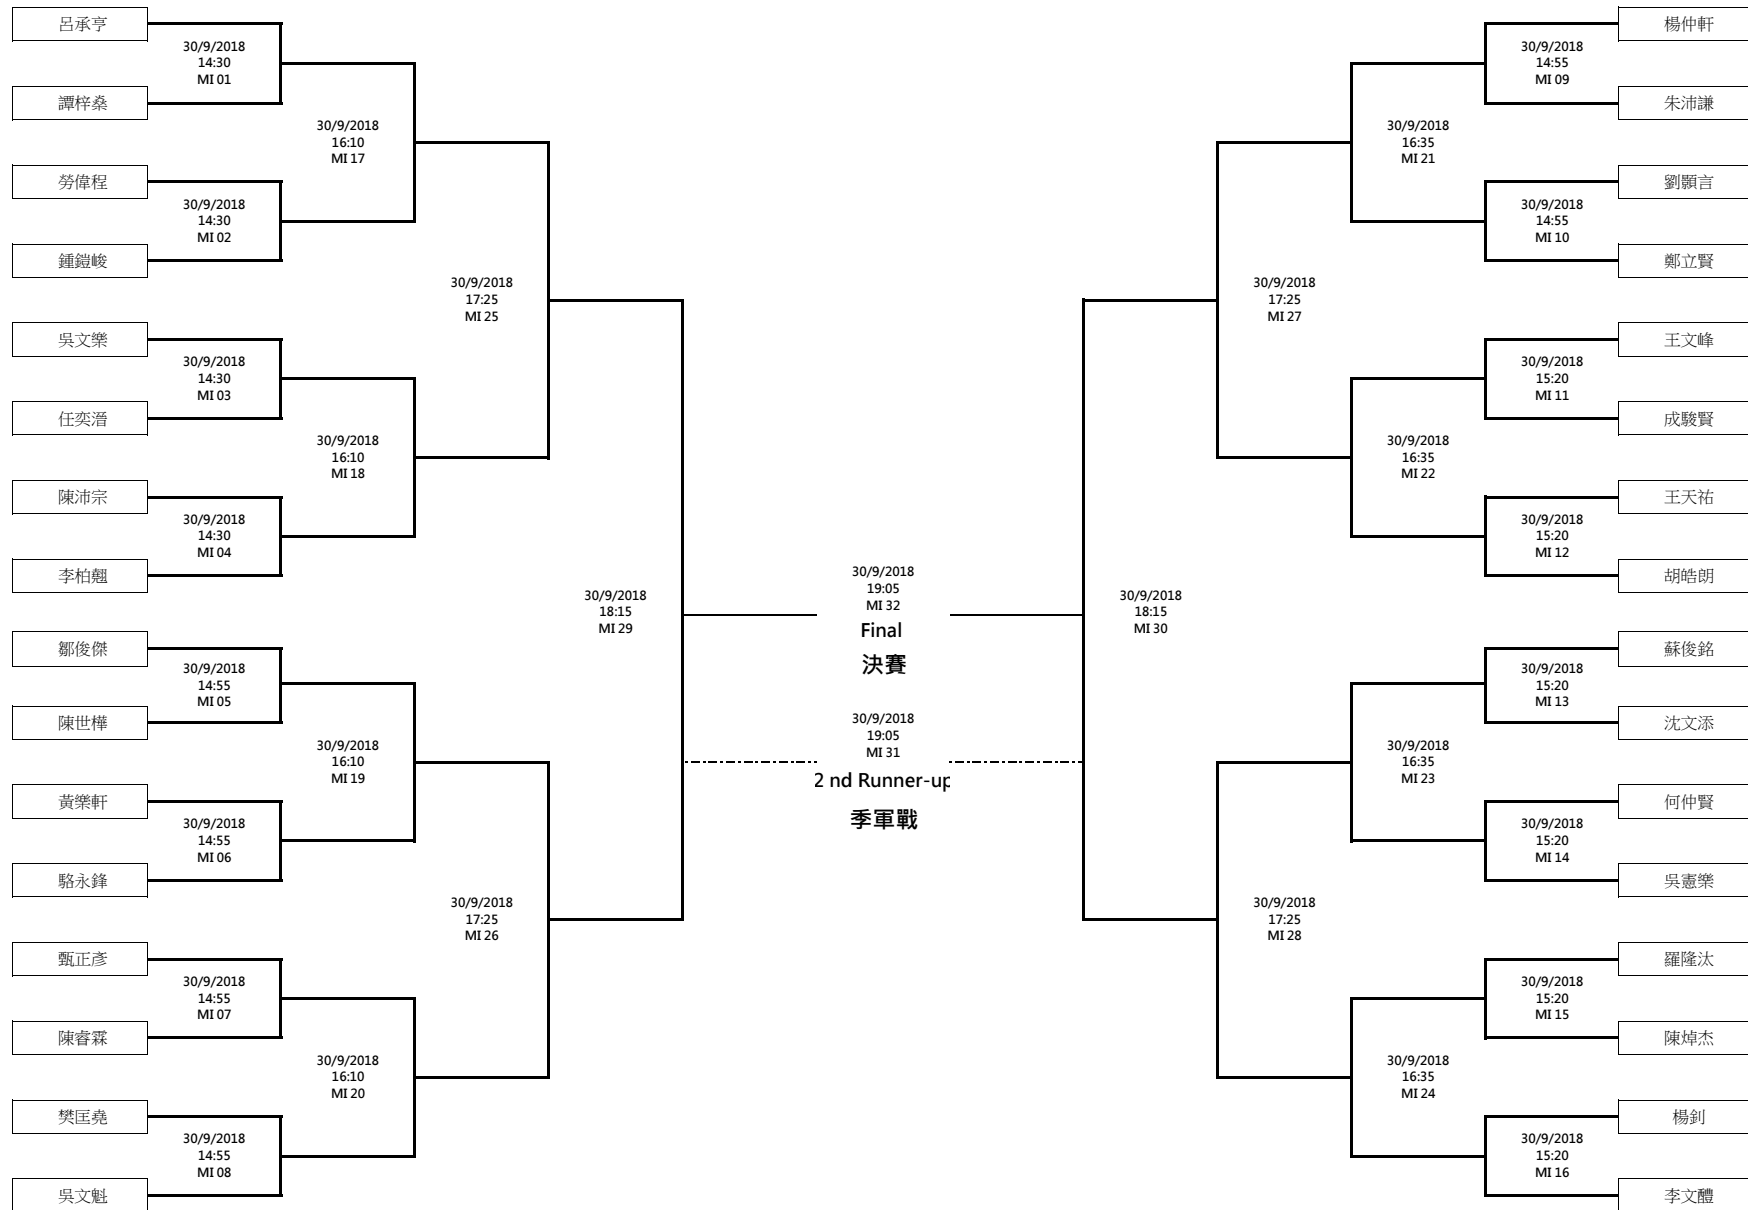 呂承亨
30/9/2018
14:30
MI 01
譚梓燊
30/9/2018
16:10
MI 17
勞偉程
30/9/2018
14:30
MI 02
鍾鎧峻
30/9/2018
17:25
MI 25
吳文樂
30/9/2018
14:30
MI 03
任奕溍
30/9/2018
16:10
MI 18
陳沛宗
30/9/2018
14:30
MI 04
李柏翹
30/9/2018
18:15
MI 29
鄒俊傑
30/9/2018
14:55
MI 05
陳世樺
30/9/2018
16:10
MI 19
黃樂軒
30/9/2018
14:55
MI 06
駱永鋒
30/9/2018
17:25
MI 26
甄正彥
30/9/2018
14:55
MI 07
陳睿霖
30/9/2018
16:10
MI 20
樊匡堯
30/9/2018
14:55
MI 08
吳文魁
30/9/2018
19:05
MI 32
Final
決賽
30/9/2018
19:05
MI 31
2 nd Runner-up
季軍戰
楊仲軒
30/9/2018
14:55
MI 09
朱沛謙
30/9/2018
16:35
MI 21
劉顥言
30/9/2018
14:55
MI 10
鄭立賢
30/9/2018
17:25
MI 27
王文峰
30/9/2018
15:20
MI 11
成駿賢
30/9/2018
16:35
MI 22
王天祐
30/9/2018
15:20
MI 12
胡皓朗
30/9/2018
18:15
MI 30
蘇俊銘
30/9/2018
15:20
MI 13
沈文添
30/9/2018
16:35
MI 23
何仲賢
30/9/2018
15:20
MI 14
吳憲樂
30/9/2018
17:25
MI 28
羅隆汰
30/9/2018
15:20
MI 15
陳焯杰
30/9/2018
16:35
MI 24
楊釗
30/9/2018
15:20
MI 16
李文醴